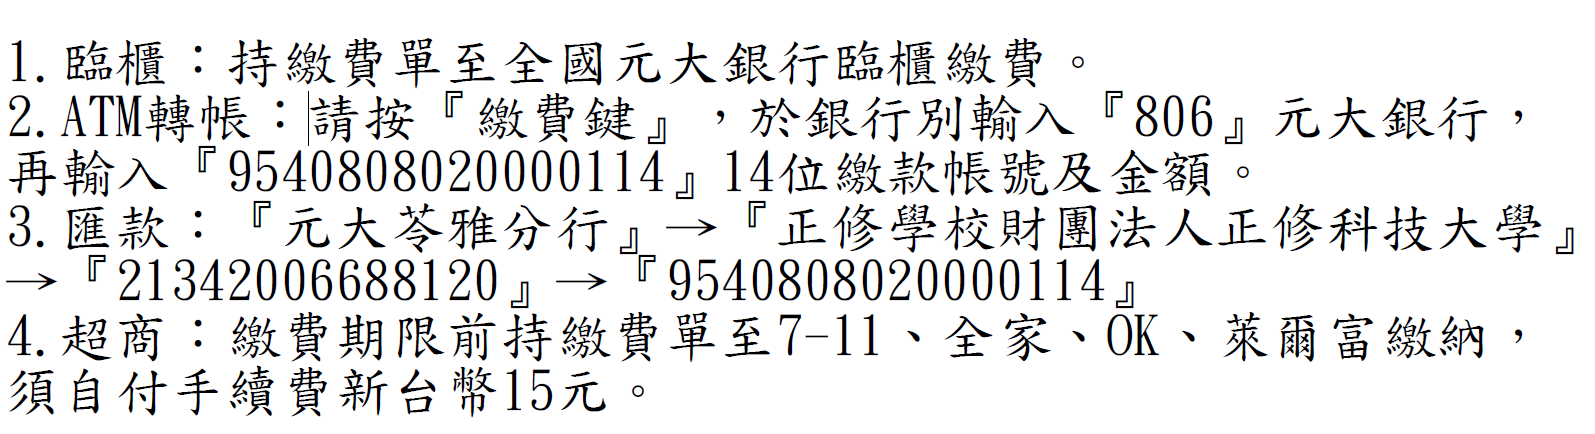 1.臨櫃：持繳費單至全國元大銀行臨櫃繳費。
2.ATM轉帳：請按『繳費鍵』，於銀行別輸入『806』元大銀行，
再輸入『9540808020000114』14位繳款帳號及金額。
3.匯款：『元大苓雅分行』→『正修學校財團法人正修科技大學』
→『21342006688120』→『9540808020000114』
4.超商：繳費期限前持繳費單至7-11、全家、OK、萊爾富繳納，
須自付手續費新台幣15元。